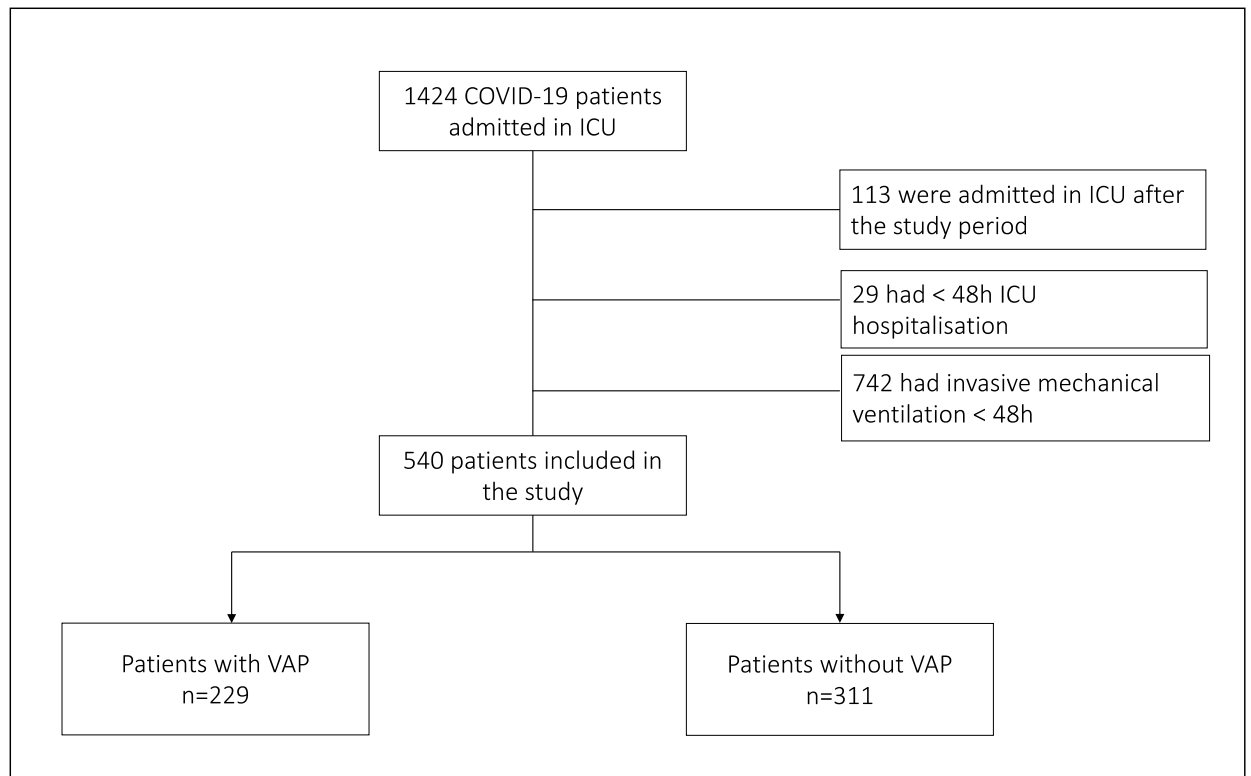 1424 COVID-19 patients
admitted in ICU
113 were admitted in ICU after
the study period
29 had < 48h ICU
hospitalisation
742 had invasive mechanical
ventilation < 48h
540 patients included in
the study
Patients with VAP
n=229
Patients without VAP
n=311